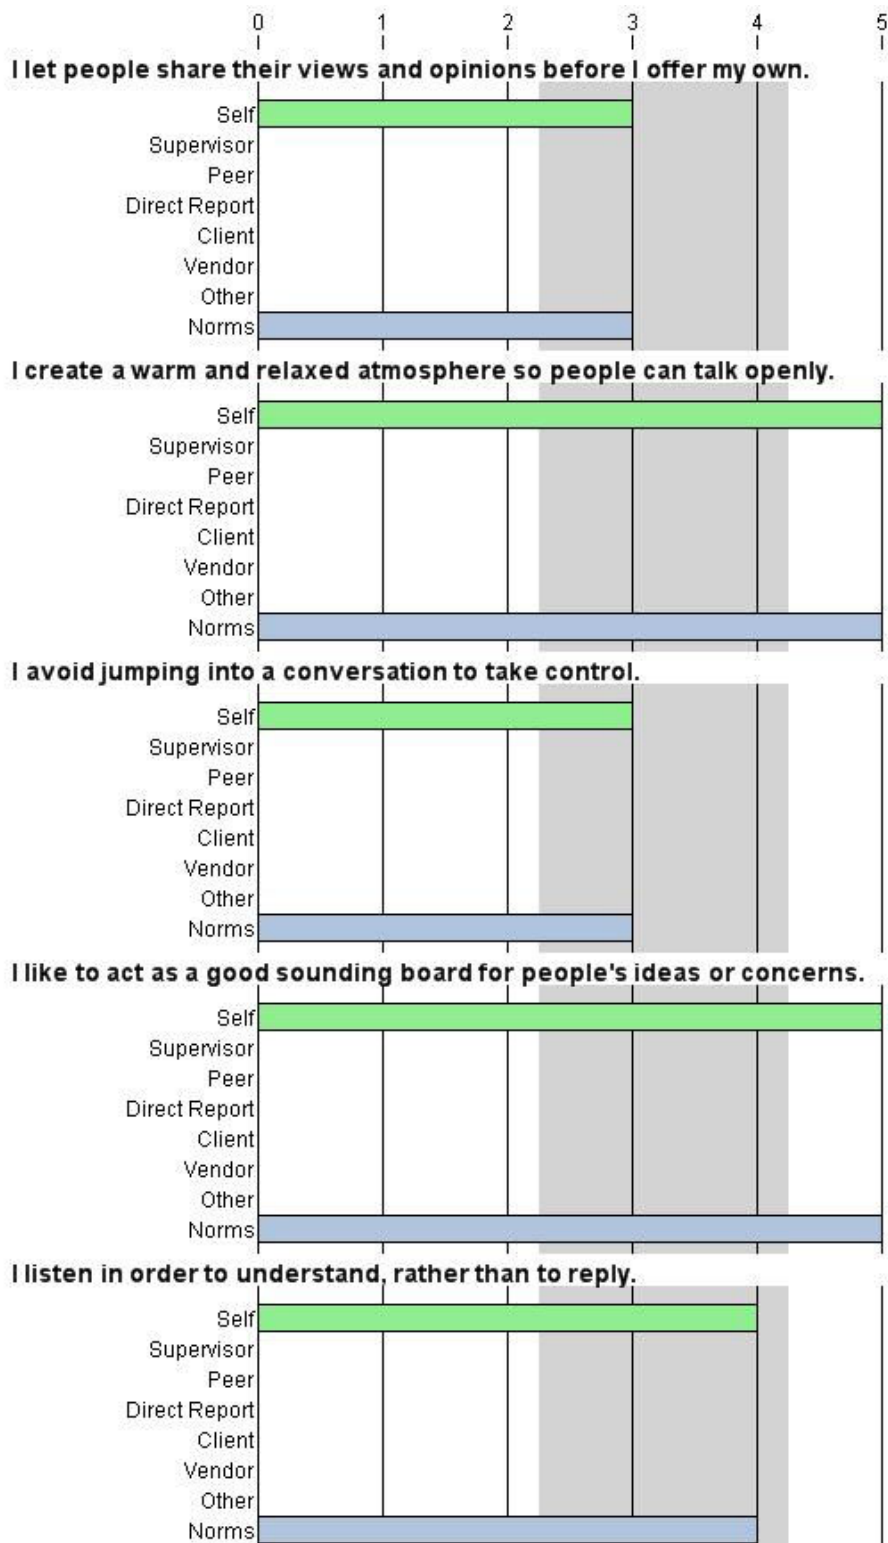 0 1 2 3 4 5
I let people share their views and opinions before I offer my own.
Self
Supervisor
Peer
Direct Report
Client
Vendor
Other
Norms
I create a warm and relaxed atmosphere so people can talk openly.
Self
Supervisor
Peer
Direct Report
Client
Vendor
Other
Norms
I avoid jumping into a conversation to take control.
Self
Supervisor
Peer
Direct Report
Client
Vendor
Other
Norms
I like to act as a good sounding board for people's ideas or concerns.
Self
Supervisor
Peer
Direct Report
Client
Vendor
Other
Norms
I listen in order to understand, rather than to reply.
Self
Supervisor
Peer
Direct Report
Client
Vendor
Other
Norms